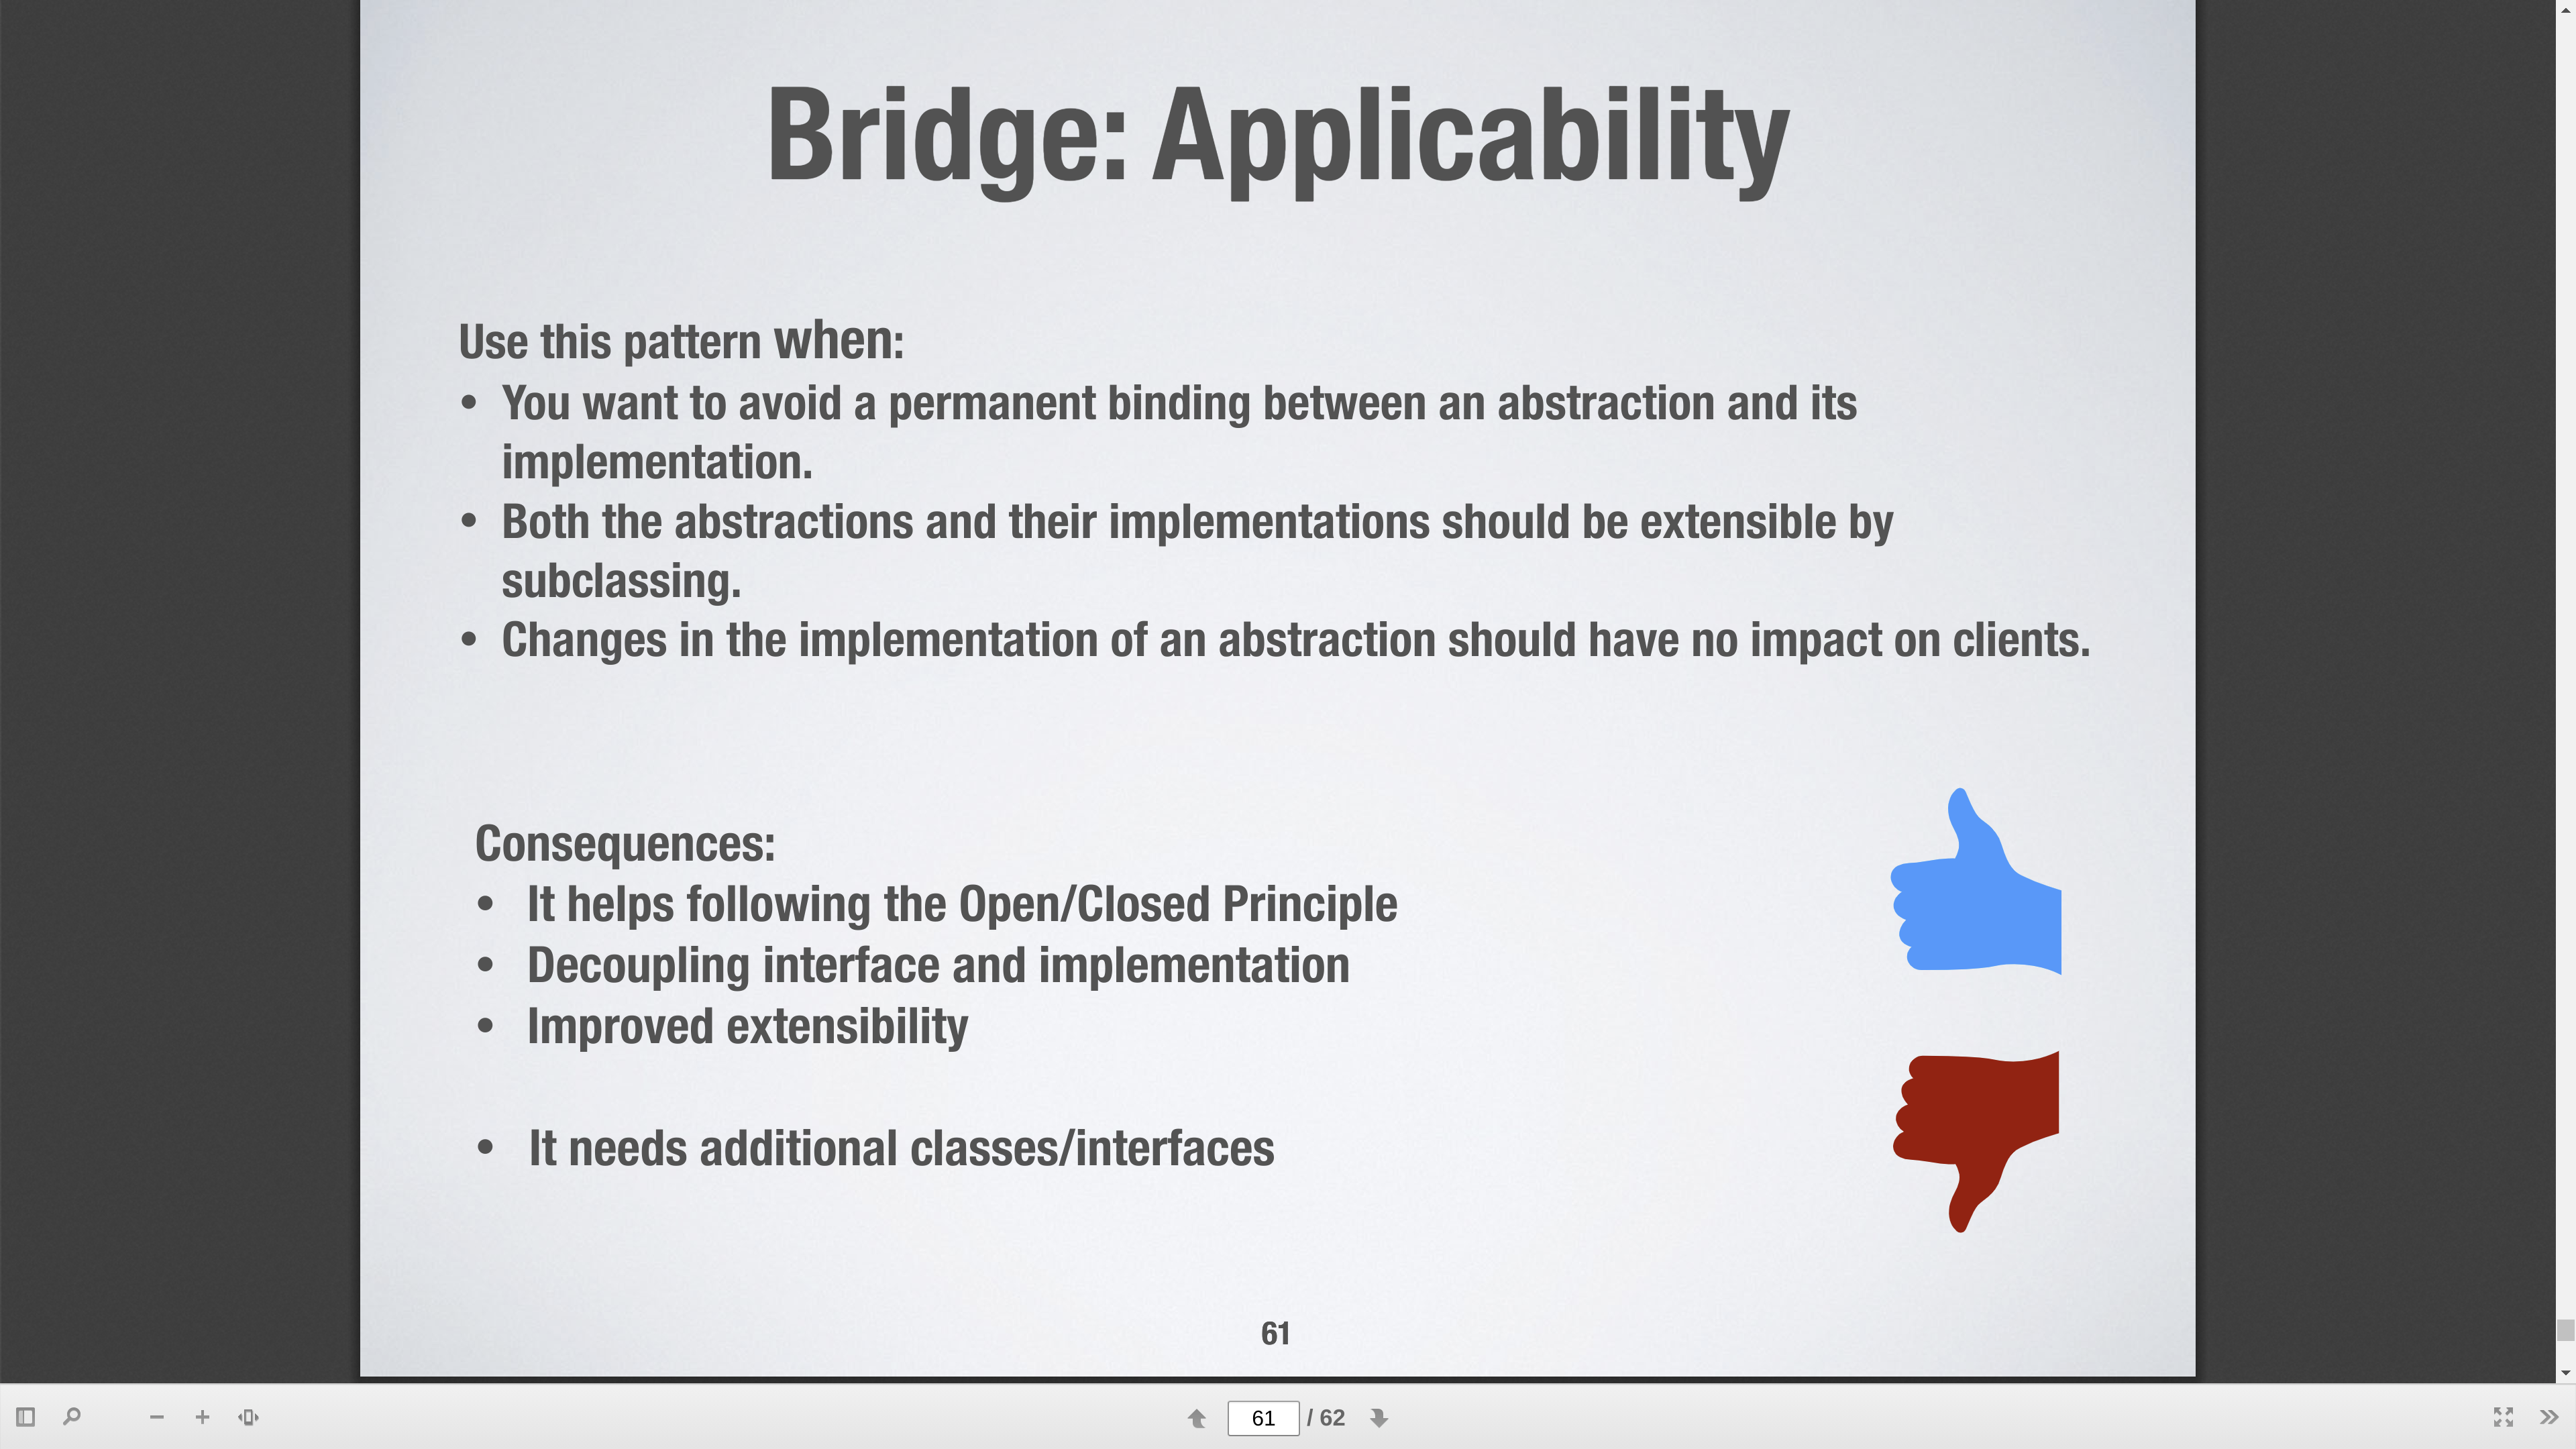 Bridge: Applicability
Use this pattern when:
• You want to avoid a permanent binding between an abstraction and its
implementation.
• Both the abstractions and their implementations should be extensible by
subclassing.
• Changes in the implementation of an abstraction should have no impact on clients.
Consequences:
• It helps following the Open/Closed Principle
• Decoupling interface and implementation
• Improved extensibility
• It needs additional classes/interfaces
61
61 / 62